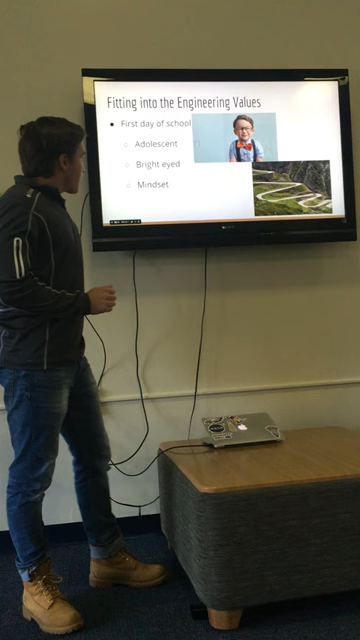 Fitting into the Engineering Values
First day of school
Adolescent
Bright eyed
Mindset